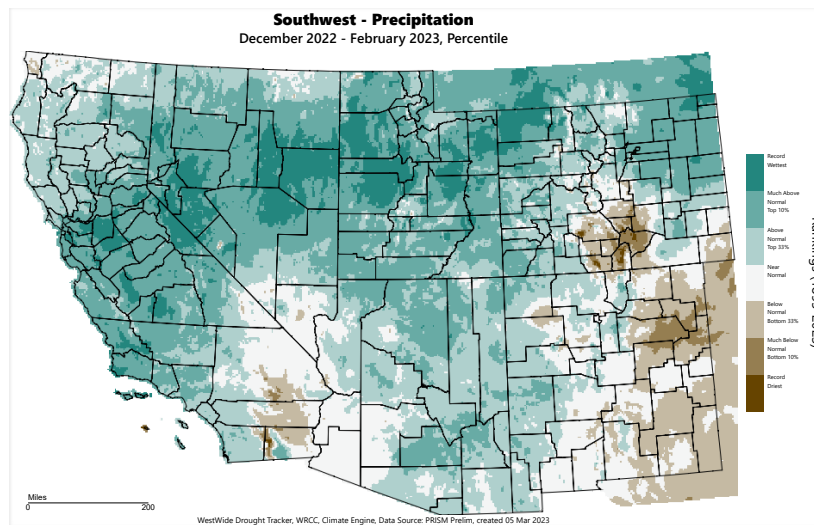 Southwest - Precipitation
December 2022 - February 2023, Percentile
Record
Wettest
Much Above
Normal
Top 10%
Above
Normal
Top 33%
Near
Normal
Below
Normal
Bottom 33%
Much Below
Normal
Bottom 10%
Record
Driest
Miles
0 200
WestWide Drought Tracker, WRCC, Climate Engine, Data Source: PRISM Prelim, created 05 Mar 2023